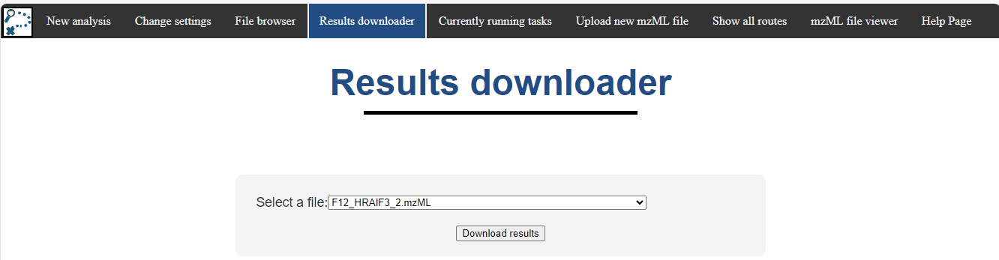 New analysis Change settings File browser Results downloader Currently running tasks Upload new mzML file Show all routes mzML file viewer Help Page
Results downloader
Select a file: F12_HRAIF3_2.mzML
Download results